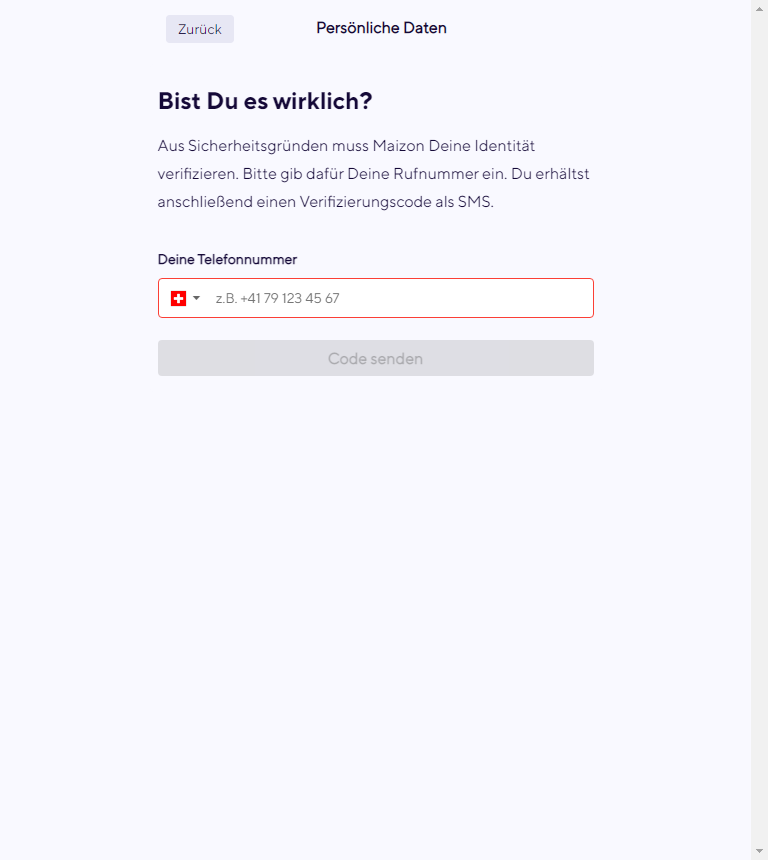 Zurück
Persönliche Daten
Bist Du es wirklich?
Aus Sicherheitsgründen muss Maizon Deine Identität
verifizieren. Bitte gib dafür Deine Rufnummer ein. Du erhältst
anschließend einen Verifizierungscode als SMS.
Deine Telefonnummer
z.B. +41 79 123 45 67
Code senden